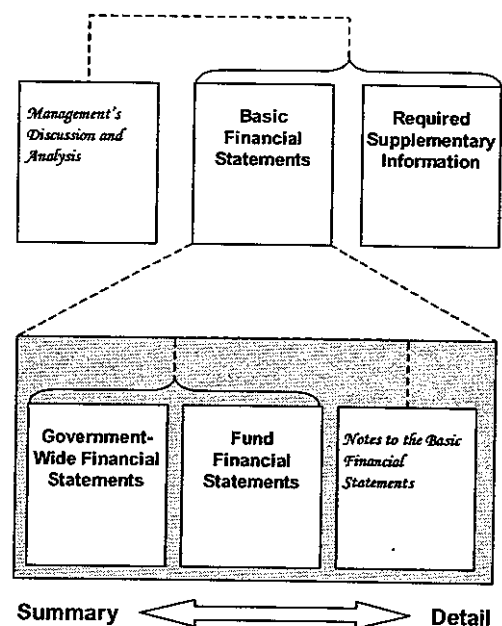 Management's
Discussion and
Analysis
Basic
Financial
Statements
Required
Supplementary
Information
Government-
Wide Financial
Statements
Fund
Financial
Statements
Notes to the Basic
Financial
Statements
Summary
Detail